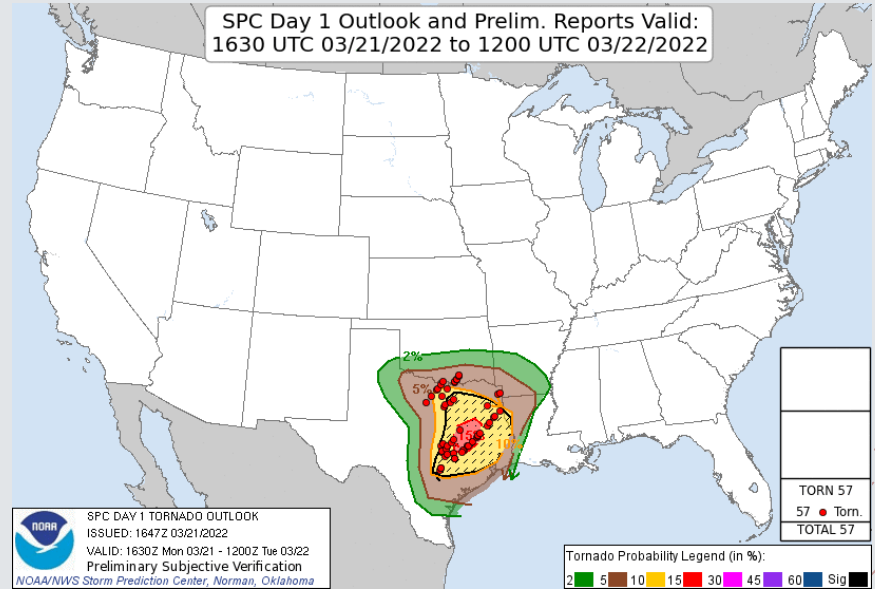 SPC Day 1 Outlook and Prelim. Reports Valid:
1630 UTC 03/21/2022 to 1200 UTC 03/22/2022
2%
5%
15%
10%
TORN 57
57 Torn.
TOTAL 57
NOAA
SPC DAY 1 TORNADO OUTLOOK
ISSUED: 1647Z 03/21/2022
VALID: 1630Z Mon 03/21 - 1200Z Tue 03/22
Preliminary Subjective Verification
NOAA/NWS Storm Prediction Center, Norman, Oklahoma
Tornado Probability Legend (in %):
2 5 10 15 30 45 60 Sig